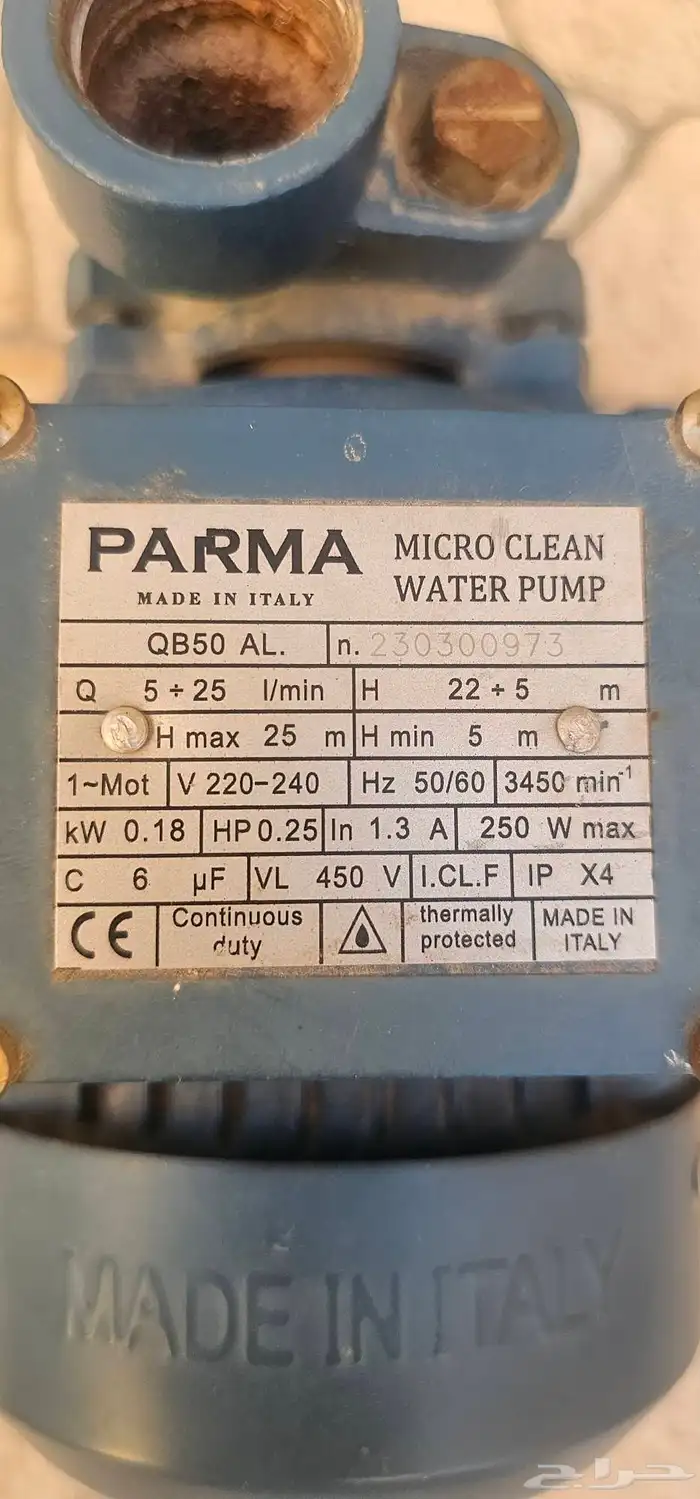 PARMA
MADE IN ITALY
MICRO CLEAN
WATER PUMP
QB50 AL. n. 230300973
Q 5 ÷ 25 l/min H 22 ÷ 5 m
H max 25 m H min 5 m
1~Mot V 220-240 Hz 50/60 3450 min⁻¹
kW 0.18 HP 0.25 In 1.3 A 250 W max
C 6 µF VL 450 V I.CL.F IP X4
CE Continuous duty thermally protected MADE IN ITALY
MADE IN ITALY
حراج